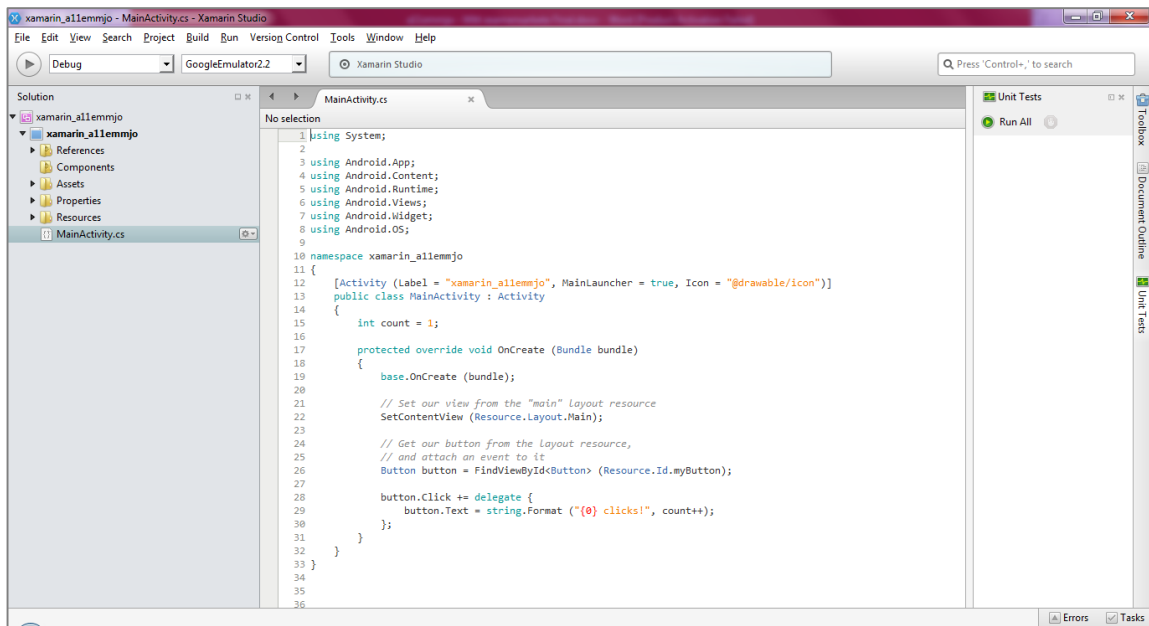 xamarin_a11emmjo - MainActivity.cs - Xamarin Studio
File Edit View Search Project Build Run Version Control Tools Window Help
Debug GoogleEmulator2.2 Xamarin Studio Press 'Control+,' to search
Solution
xamarin_a11emmjo
xamarin_a11emmjo
References
Components
Assets
Properties
Resources
MainActivity.cs
MainActivity.cs
No selection
1 using System;
2
3 using Android.App;
4 using Android.Content;
5 using Android.Runtime;
6 using Android.Views;
7 using Android.Widget;
8 using Android.OS;
9
10 namespace xamarin_a11emmjo
11 {
12     [Activity (Label = "xamarin_a11emmjo", MainLauncher = true, Icon = "@drawable/icon")]
13     public class MainActivity : Activity
14     {
15         int count = 1;
16
17         protected override void OnCreate (Bundle bundle)
18         {
19             base.OnCreate (bundle);
20
21             // Set our view from the "main" layout resource
22             SetContentView (Resource.Layout.Main);
23
24             // Get our button from the layout resource,
25             // and attach an event to it
26             Button button = FindViewById<Button> (Resource.Id.myButton);
27
28             button.Click += delegate {
29                 button.Text = string.Format ("{0} clicks!", count++);
30             };
31         }
32     }
33 }
34
35
36
Unit Tests
Run All
Toolbox
Document Outline
Unit Tests
Errors Tasks